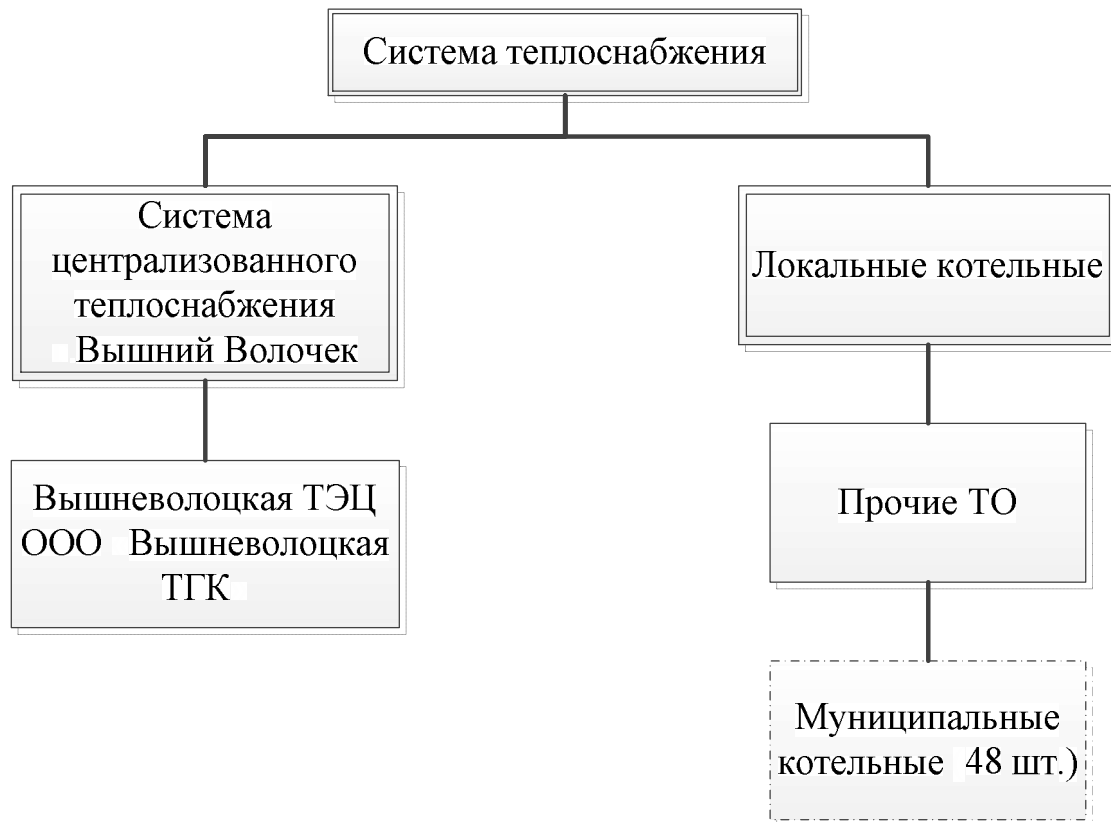 Система теплоснабжения
Система
централизованного
теплоснабжения
Вышний Волочек
Локальные котельные
Вышневолоцкая ТЭЦ
ООО Вышневолоцкая
ТГК
Прочие ТО
Муниципальные
котельные 48 шт.)